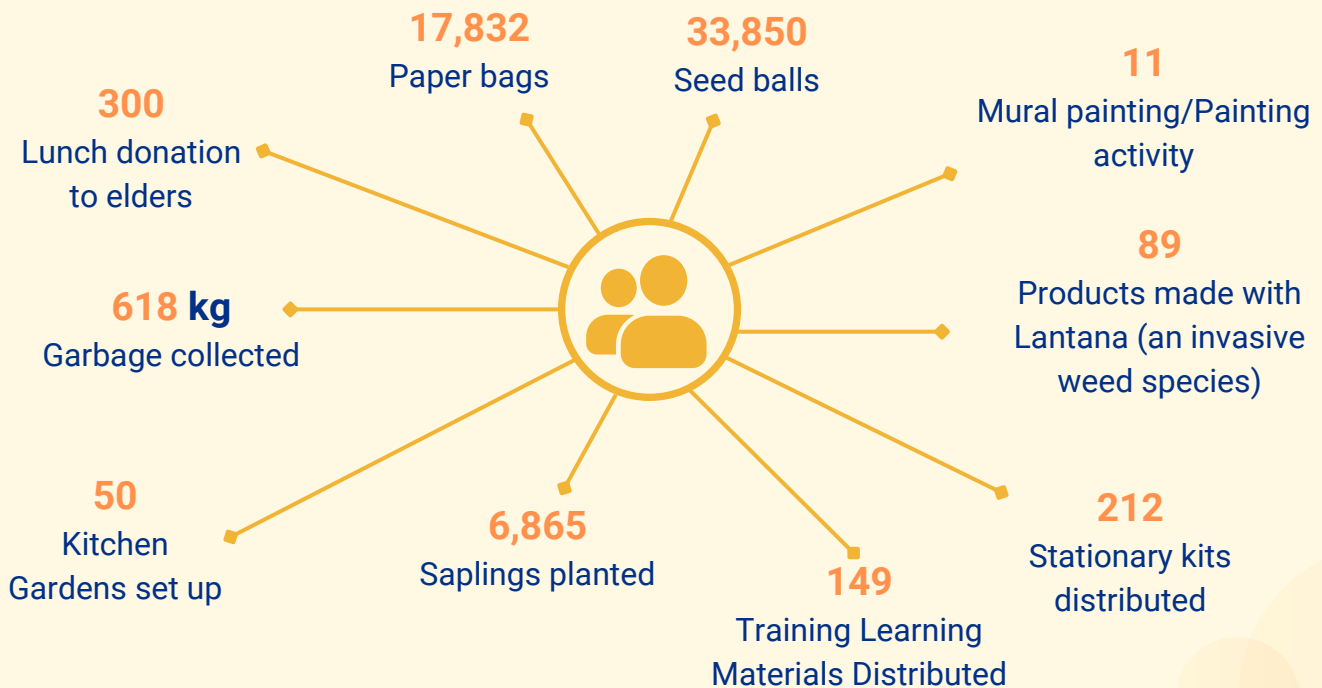 17,832
Paper bags
33,850
Seed balls
11
Mural painting/Painting
activity
300
Lunch donation
to elders
89
Products made with
Lantana (an invasive
weed species)
618 kg
Garbage collected
50
Kitchen
Gardens set up
6,865
Saplings planted
149
Training Learning
Materials Distributed
212
Stationary kits
distributed